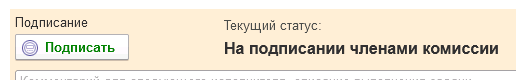 Подписание
Текущий статус:
Подписать
На подписании членами комиссии